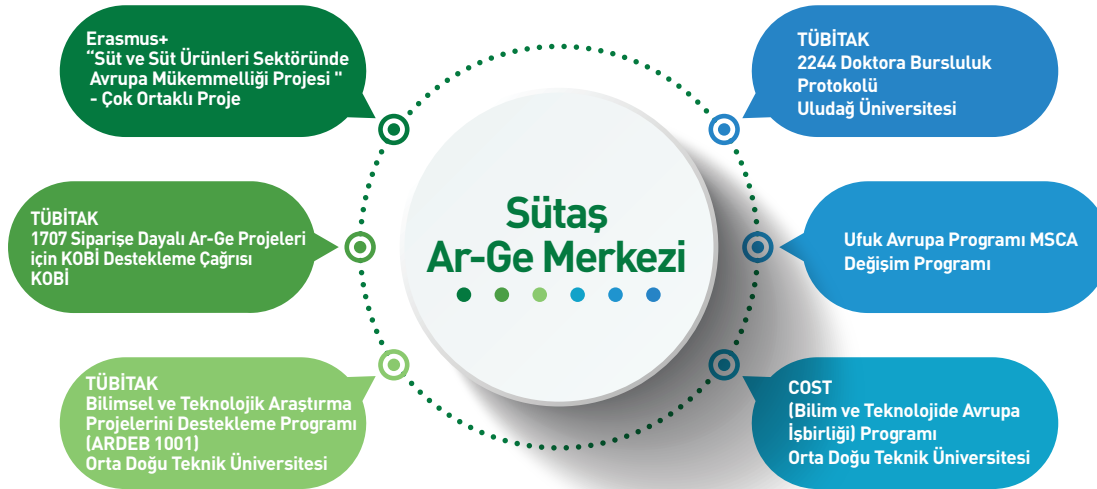 Erasmus+
“Süt ve Süt Ürünleri Sektöründe
Avrupa Mükemmelliği Projesi "
- Çok Ortaklı Proje
TÜBİTAK
1707 Siparişe Dayalı Ar-Ge Projeleri
için KOBİ Destekleme Çağrısı
KOBİ
TÜBİTAK
Bilimsel ve Teknolojik Araştırma
Projelerini Destekleme Programı
(ARDEB 1001)
Orta Doğu Teknik Üniversitesi
Sütaş
Ar-Ge Merkezi
TÜBİTAK
2244 Doktora Bursluluk
Protokolü
Uludağ Üniversitesi
Ufuk Avrupa Programı MSCA
Değişim Programı
COST
(Bilim ve Teknolojide Avrupa
İşbirliği) Programı
Orta Doğu Teknik Üniversitesi